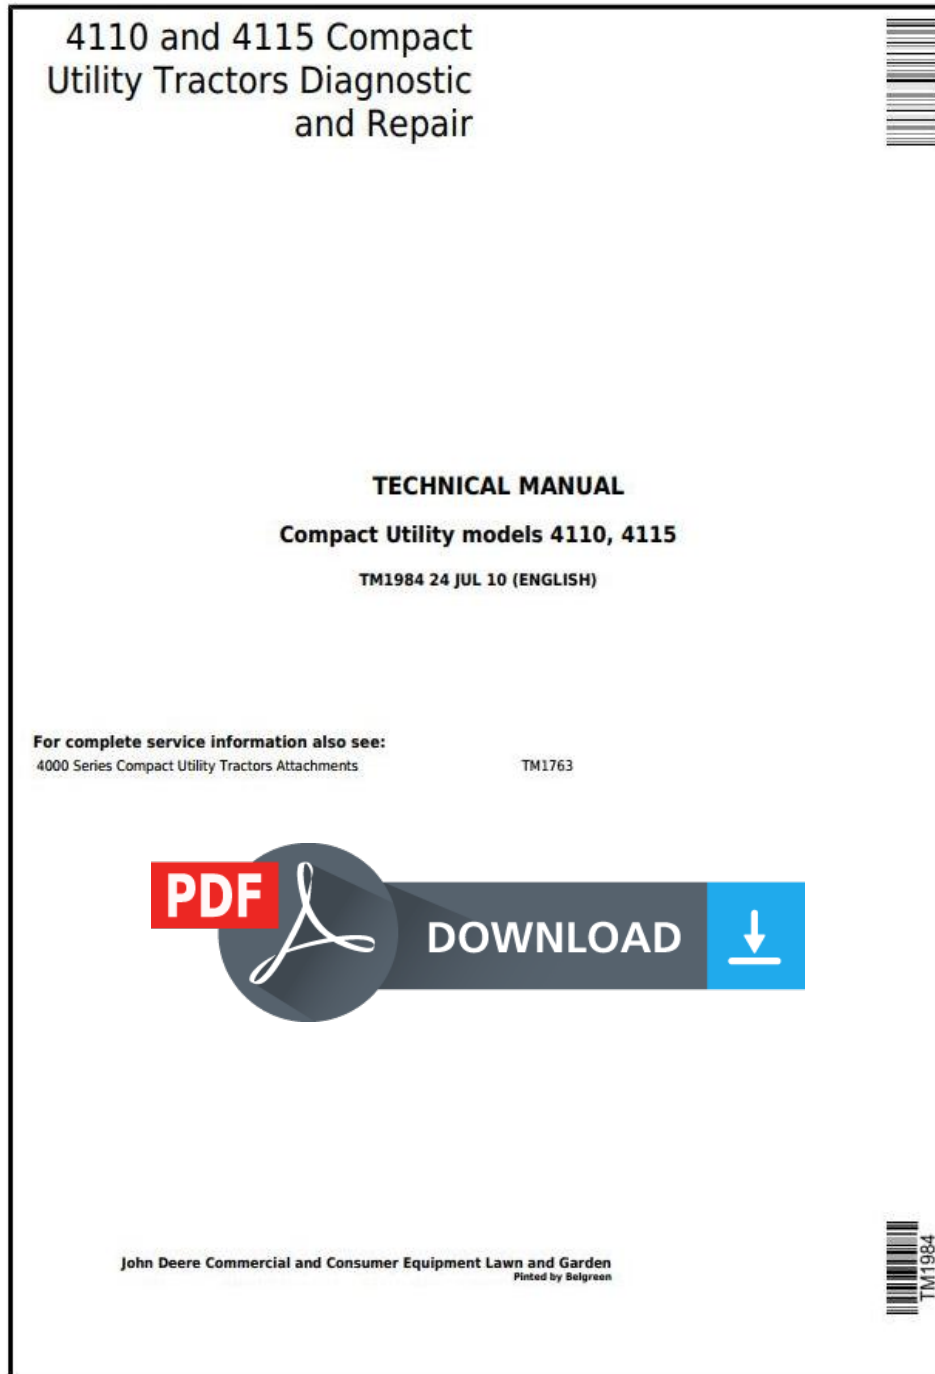 4110 and 4115 Compact
Utility Tractors Diagnostic
and Repair
TECHNICAL MANUAL
Compact Utility models 4110, 4115
TM1984 24 JUL 10 (ENGLISH)
For complete service information also see:
4000 Series Compact Utility Tractors Attachments TM1763
PDF
DOWNLOAD
John Deere Commercial and Consumer Equipment Lawn and Garden
Pinted by Belgreen
TM1984